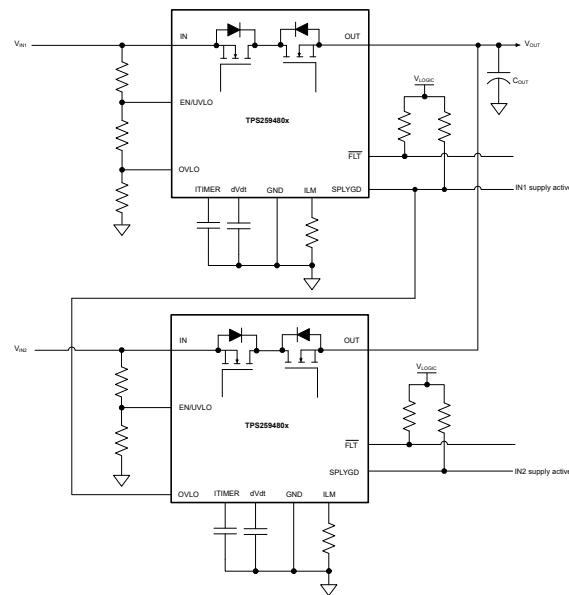 VIN1
IN
OUT
VOUT
COUT
VLOGIC
EN/UVLO
TPS259480x
FLT
OVLO
ITIMER
dVdt
GND
ILM
SPLYGD
IN1 supply active
VIN2
IN
OUT
VLOGIC
EN/UVLO
TPS259480x
FLT
SPLYGD
IN2 supply active
OVLO
ITIMER
dVdt
GND
ILM